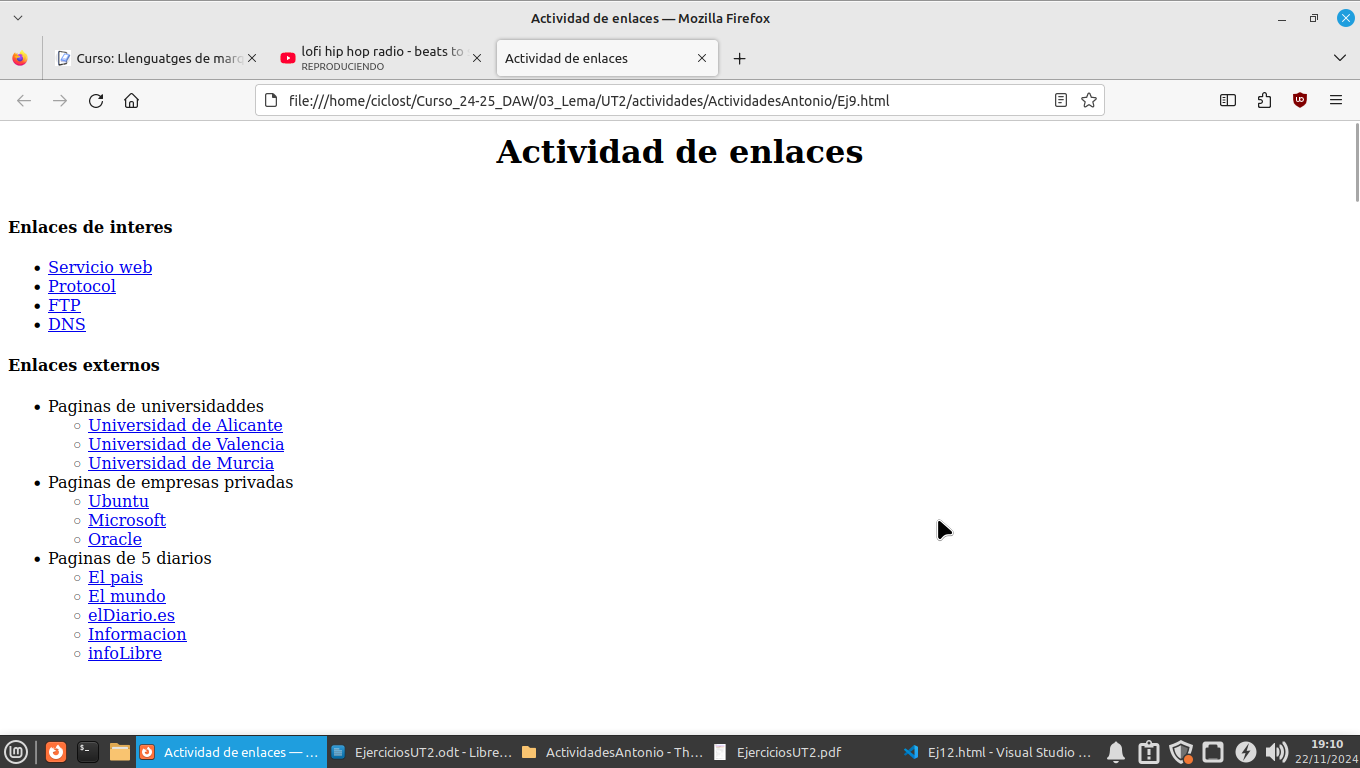 Actividad de enlaces — Mozilla Firefox
Curso: Llenguatges de marq
lofi hip hop radio - beats to
REPRODUCIENDO
Actividad de enlaces
file:///home/ciclost/Curso_24-25_DAW/03_Lema/UT2/actividades/ActividadesAntonio/Ej9.html
Actividad de enlaces
Enlaces de interes
Servicio web
Protocol
FTP
DNS
Enlaces externos
Paginas de universidaddes
Universidad de Alicante
Universidad de Valencia
Universidad de Murcia
Paginas de empresas privadas
Ubuntu
Microsoft
Oracle
Paginas de 5 diarios
El pais
El mundo
elDiario.es
Informacion
infoLibre
Actividad de enlaces — ...
EjerciciosUT2.odt - Libre...
ActividadesAntonio - Th...
EjerciciosUT2.pdf
Ej12.html - Visual Studio ...
19:10
22/11/2024